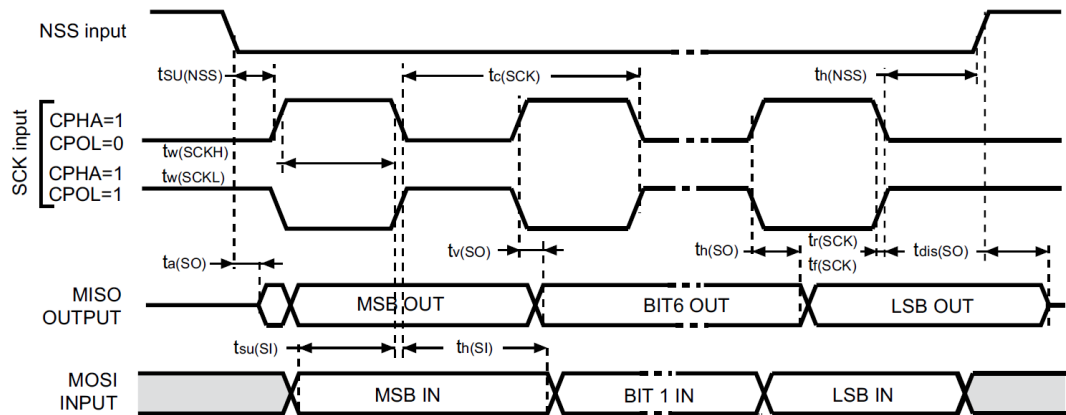 NSS input
tSU(NSS)
tc(SCK)
th(NSS)
SCK input
CPHA=1
CPOL=0
tw(SCKH)
CPHA=1
tw(SCKL)
CPOL=1
ta(SO)
tv(SO)
th(SO)
tr(SCK)
tf(SCK)
tdis(SO)
MISO
OUTPUT
MSB OUT
BIT6 OUT
LSB OUT
tsu(SI)
th(SI)
MOSI
INPUT
MSB IN
BIT 1 IN
LSB IN